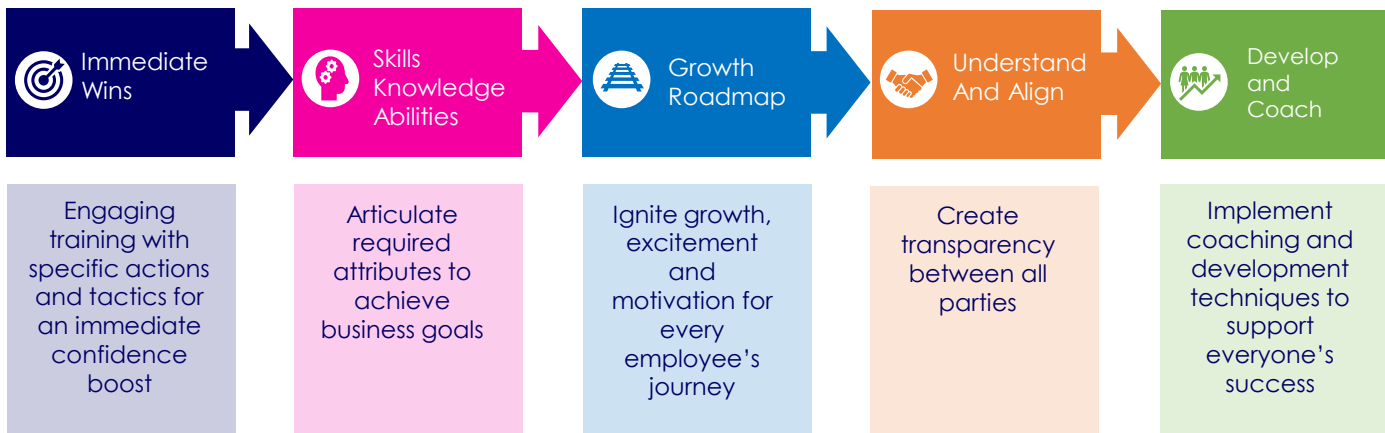 Immediate
Wins
Skills
Knowledge
Abilities
Growth
Roadmap
Understand
And Align
Develop
and
Coach
Engaging
training with
specific actions
and tactics for
an immediate
confidence
boost
Articulate
required
attributes to
achieve
business goals
Ignite growth,
excitement
and
motivation for
every
employee’s
journey
Create
transparency
between all
parties
Implement
coaching and
development
techniques to
support
everyone’s
success